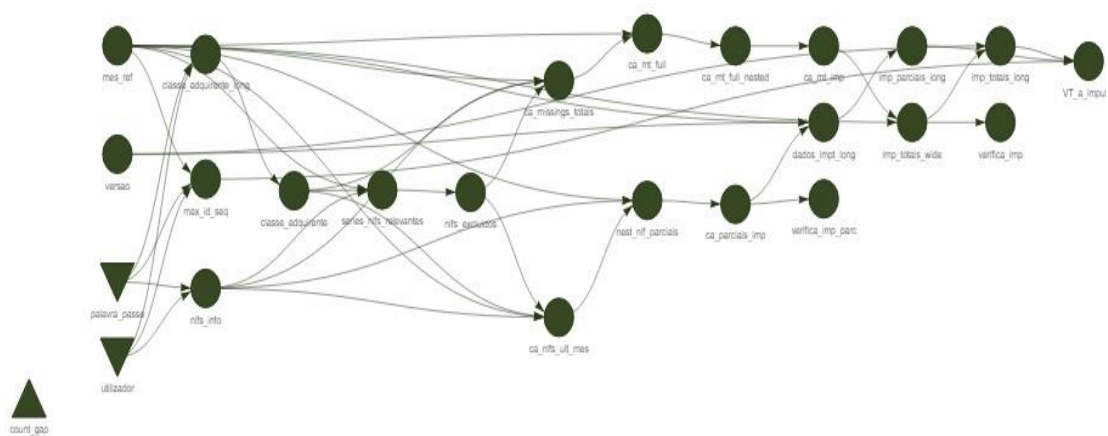 mes_ref
classe_adquirente_long
ca_mt_full
ca_mt_full_nested
ca_mt_imp
imp_parciais_long
imp_totais_long
VT_a_imput
ca_missings_totais
versao
max_id_seq
classe_adquirente
series_nifs_relevantes
nifs_excluidos
dados_impt_long
imp_totais_wide
verifica_imp
nest_nif_parciais
ca_parciais_imp
verifica_imp_parc
palavra_passe
nifs_info
ca_nifs_ult_mes
utilizador
count_gap